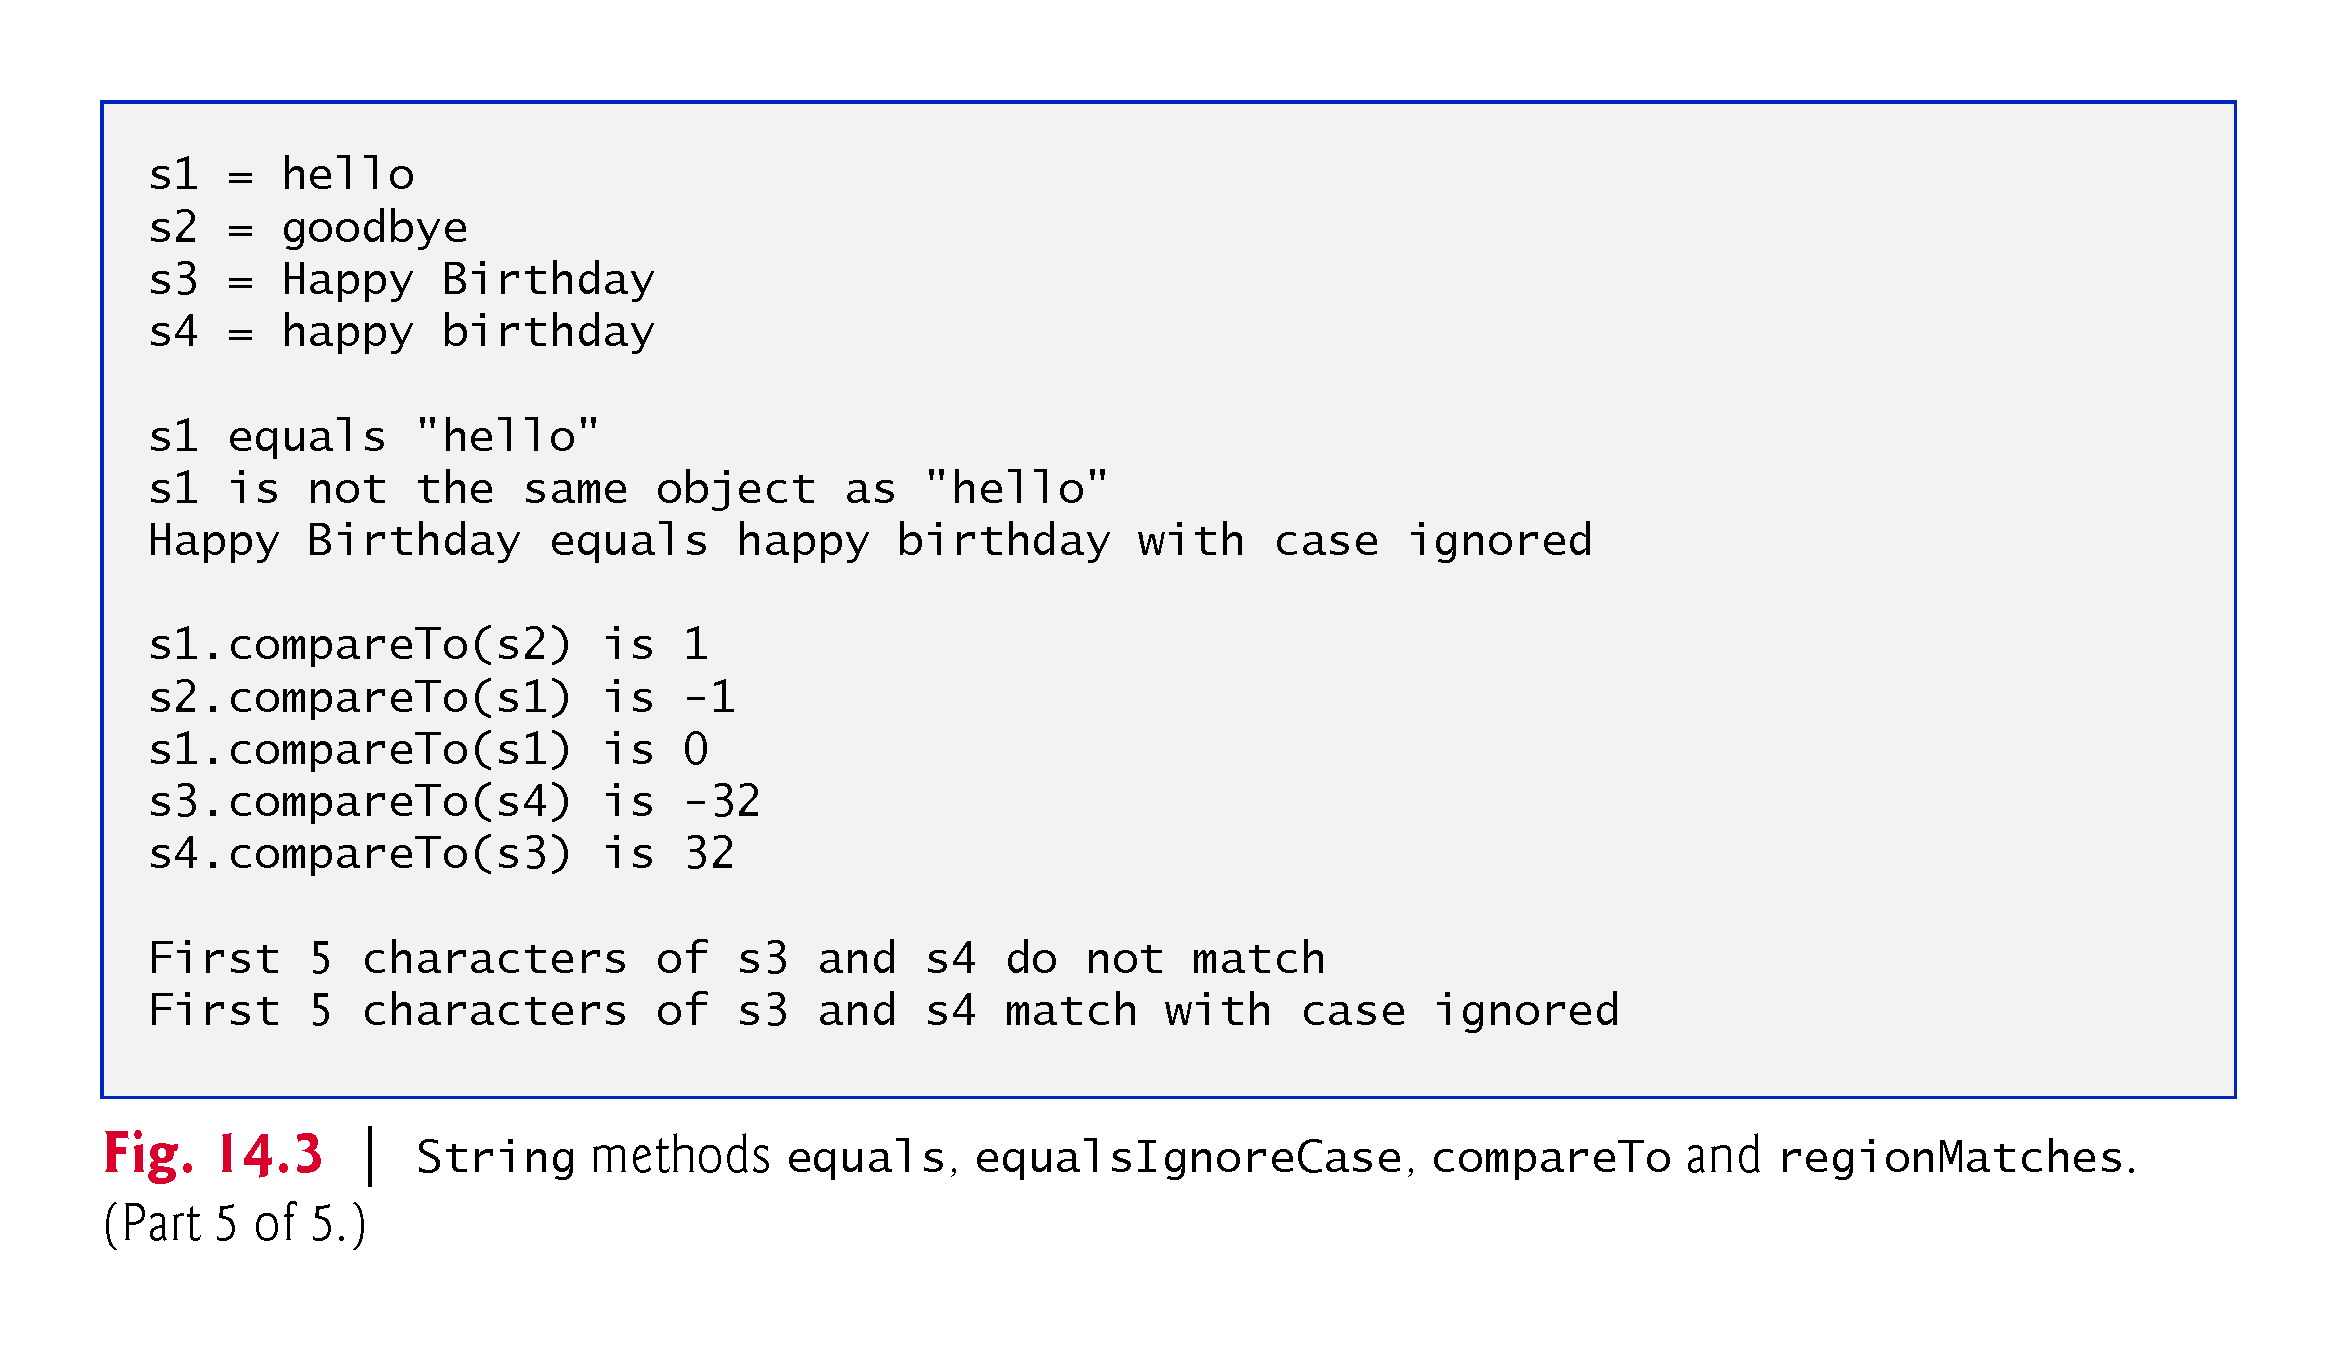 s1 = hello
s2 = goodbye
s3 = Happy Birthday
s4 = happy birthday
s1 equals "hello"
s1 is not the same object as "hello"
Happy Birthday equals happy birthday with case ignored
s1.compareTo(s2) is 1
s2.compareTo(s1) is -1
s1.compareTo(s1) is 0
s3.compareTo(s4) is -32
s4.compareTo(s3) is 32
First 5 characters of s3 and s4 do not match
First 5 characters of s3 and s4 match with case ignored
Fig. 14.3 | String methods equals, equalsIgnoreCase, compareTo and regionMatches.
(Part 5 of 5.)